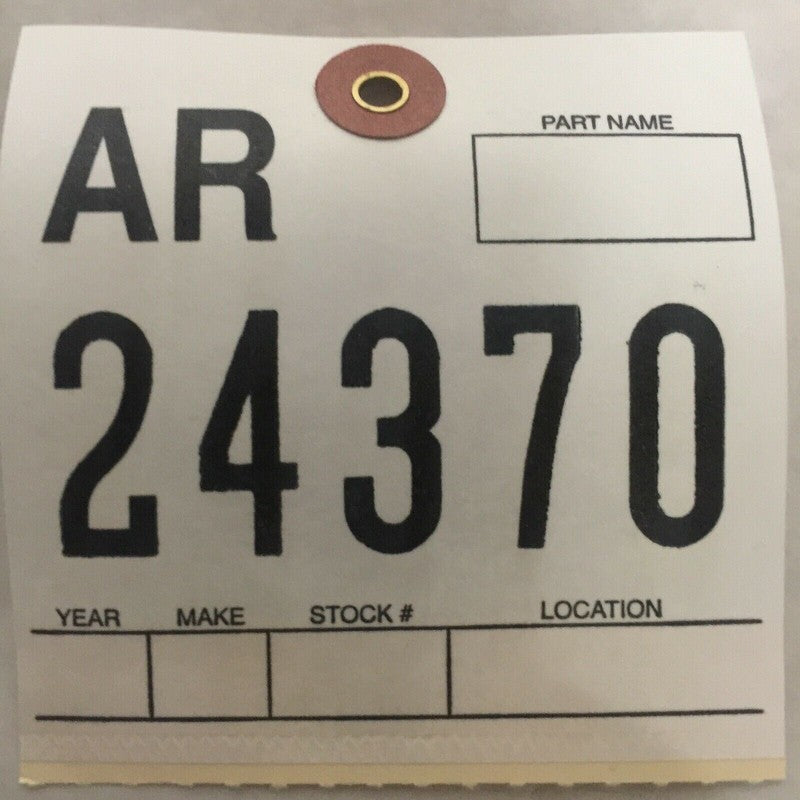 AR
PART NAME
24370
YEAR MAKE STOCK # LOCATION